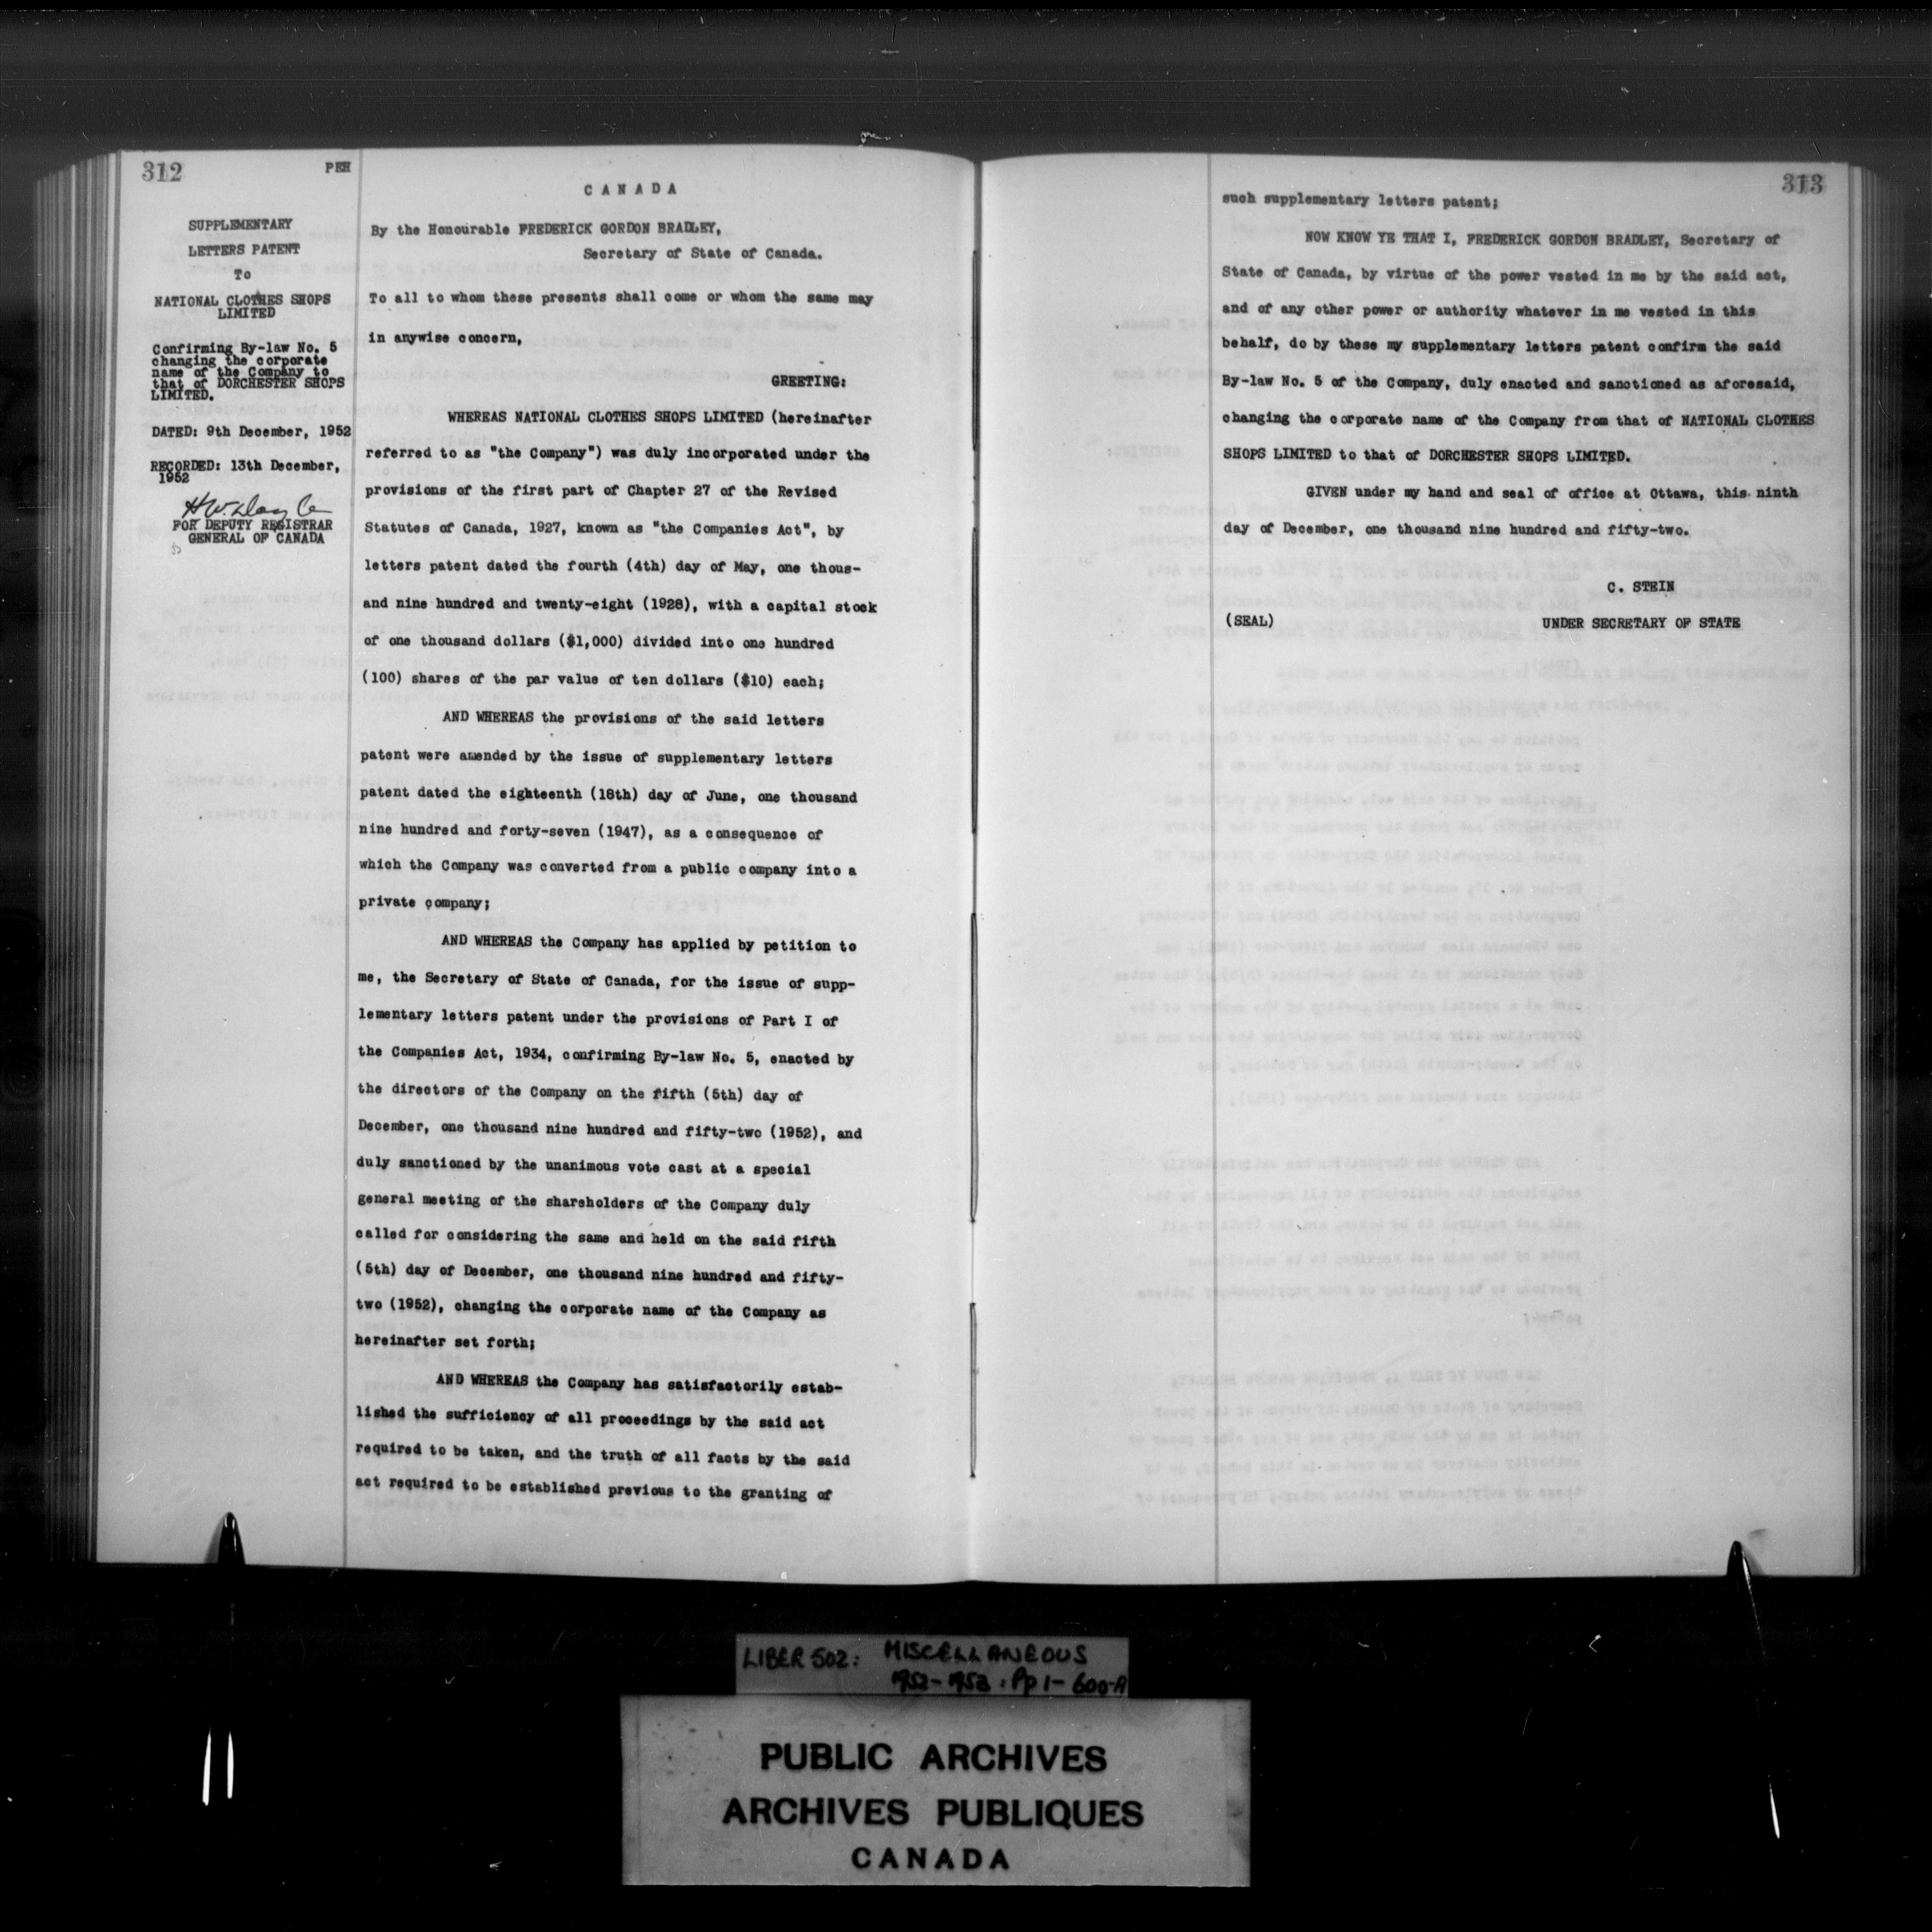 312
PEH
SUPPLEMENTARY
LETTERS PATENT
To
NATIONAL CLOTHES SHOPS
LIMITED
Confirming By-law No. 5
changing the corporate
name of the Company to
that of DORCHESTER SHOPS
LIMITED.
DATED: 9th December, 1952
RECORDED: 13th December,
1952
FOR DEPUTY REGISTRAR
GENERAL OF CANADA
CANADA
By the Honourable FREDERICK GORDON BRADLEY,
Secretary of State of Canada.
To all to whom these presents shall come or whom the same may
in anywise concern,
GREETING:
WHEREAS NATIONAL CLOTHES SHOPS LIMITED (hereinafter
referred to as "the Company") was duly incorporated under the
provisions of the first part of Chapter 27 of the Revised
Statutes of Canada, 1927, known as "the Companies Act", by
letters patent dated the fourth (4th) day of May, one thous-
and nine hundred and twenty-eight (1928), with a capital stock
of one thousand dollars ($1,000) divided into one hundred
(100) shares of the par value of ten dollars ($10) each;
AND WHEREAS the provisions of the said letters
patent were amended by the issue of supplementary letters
patent dated the eighteenth (18th) day of June, one thousand
nine hundred and forty-seven (1947), as a consequence of
which the Company was converted from a public company into a
private company;
AND WHEREAS the Company has applied by petition to
me, the Secretary of State of Canada, for the issue of supp-
lementary letters patent under the provisions of Part I of
the Companies Act, 1934, confirming By-law No. 5, enacted by
the directors of the Company on the fifth (5th) day of
December, one thousand nine hundred and fifty-two (1952), and
duly sanctioned by the unanimous vote cast at a special
general meeting of the shareholders of the Company duly
called for considering the same and held on the said fifth
(5th) day of December, one thousand nine hundred and fifty-
two (1952), changing the corporate name of the Company as
hereinafter set forth;
AND WHEREAS the Company has satisfactorily estab-
lished the sufficiency of all proceedings by the said act
required to be taken, and the truth of all facts by the said
act required to be established previous to the granting of
313
such supplementary letters patent;
NOW KNOW YE THAT I, FREDERICK GORDON BRADLEY, Secretary of
State of Canada, by virtue of the power vested in me by the said act,
and of any other power or authority whatever in me vested in this
behalf, do by these my supplementary letters patent confirm the said
By-law No. 5 of the Company, duly enacted and sanctioned as aforesaid,
changing the corporate name of the Company from that of NATIONAL CLOTHES
SHOPS LIMITED to that of DORCHESTER SHOPS LIMITED.
GIVEN under my hand and seal of office at Ottawa, this ninth
day of December, one thousand nine hundred and fifty-two.
C. STEIN
(SEAL) UNDER SECRETARY OF STATE
LIBER 502: MISCELLANEOUS
1952-1953: Pp 1-600-A
PUBLIC ARCHIVES
ARCHIVES PUBLIQUES
CANADA